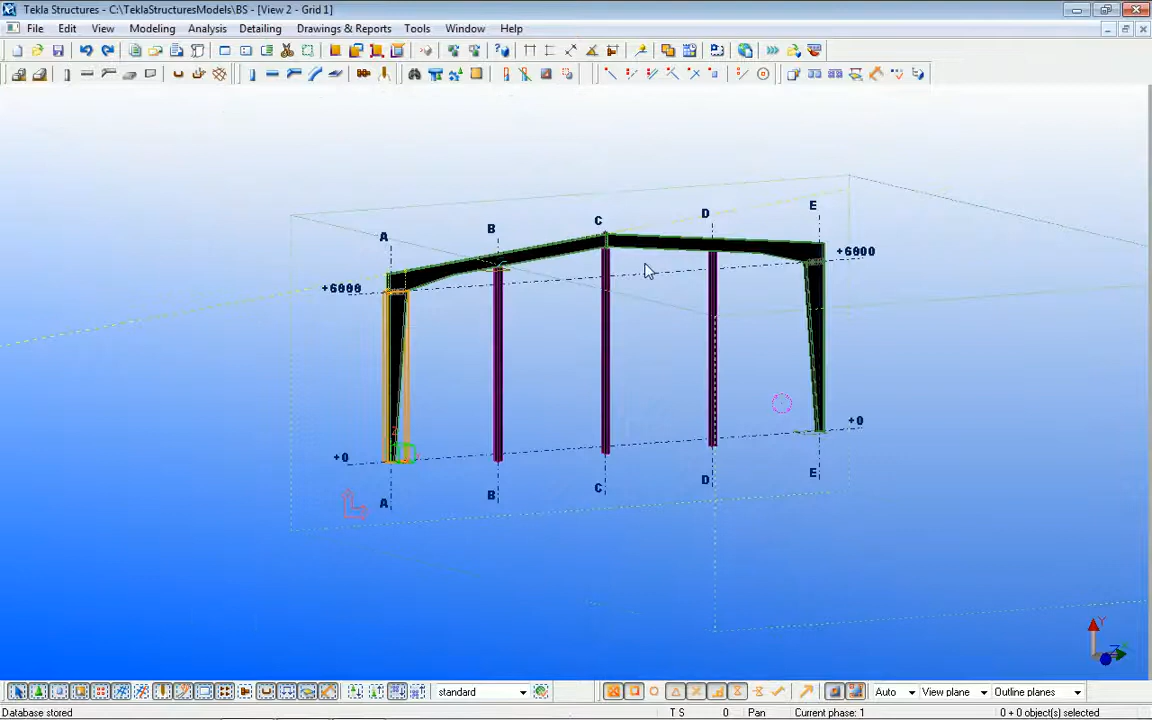 Tekla Structures - C:\TeklaStructuresModels\BS - [View 2 - Grid 1]
File Edit View Modeling Analysis Detailing Drawings & Reports Tools Window Help
E
C D
B
A
+6000
+6000
+0
+0
E
D
C
B
A
Y
standard Auto View plane Outline planes
Database stored T S 0 Pan Current phase: 1 0 + 0 object(s) selected